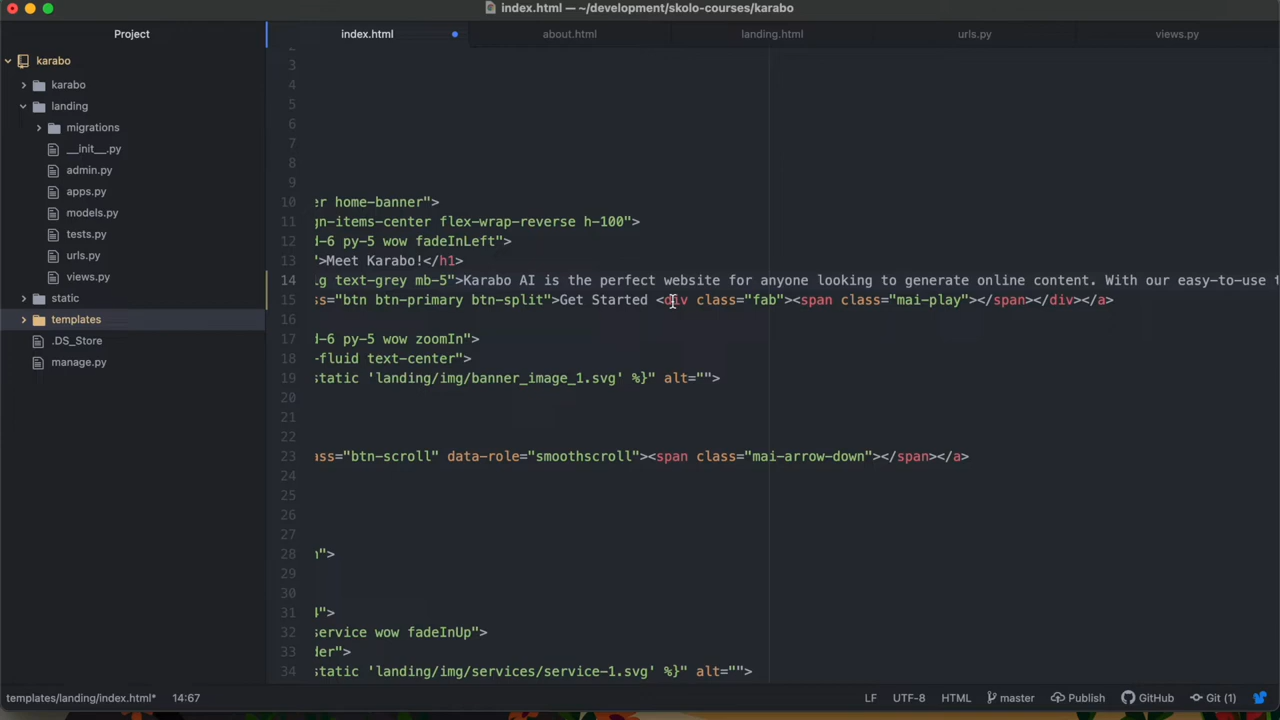 index.html — ~/development/skolo-courses/karabo
Project
index.html
about.html
landing.html
urls.py
views.py
karabo
karabo
landing
migrations
__init__.py
admin.py
apps.py
models.py
tests.py
urls.py
views.py
static
templates
.DS_Store
manage.py
2
3
4
5
6
7
8
9
10 er home-banner">
11 gn-items-center flex-wrap-reverse h-100">
12 d-6 py-5 wow fadeInLeft">
13 ">Meet Karabo!</h1>
14 ig text-grey mb-5">Karabo AI is the perfect website for anyone looking to generate online content. With our easy-to-use t
15 ss="btn btn-primary btn-split">Get Started <div class="fab"><span class="mai-play"></span></div></a>
16
17 d-6 py-5 wow zoomIn">
18 -fluid text-center">
19 static 'landing/img/banner_image_1.svg' %}" alt="">
20
21
22
23 ass="btn-scroll" data-role="smoothscroll"><span class="mai-arrow-down"></span></a>
24
25
26
27
28 n">
29
30
31 4">
32 service wow fadeInUp">
33 der">
34 static 'landing/img/services/service-1.svg' %}" alt="">
templates/landing/index.html* 14:67
LF UTF-8 HTML master Publish GitHub Git (1)